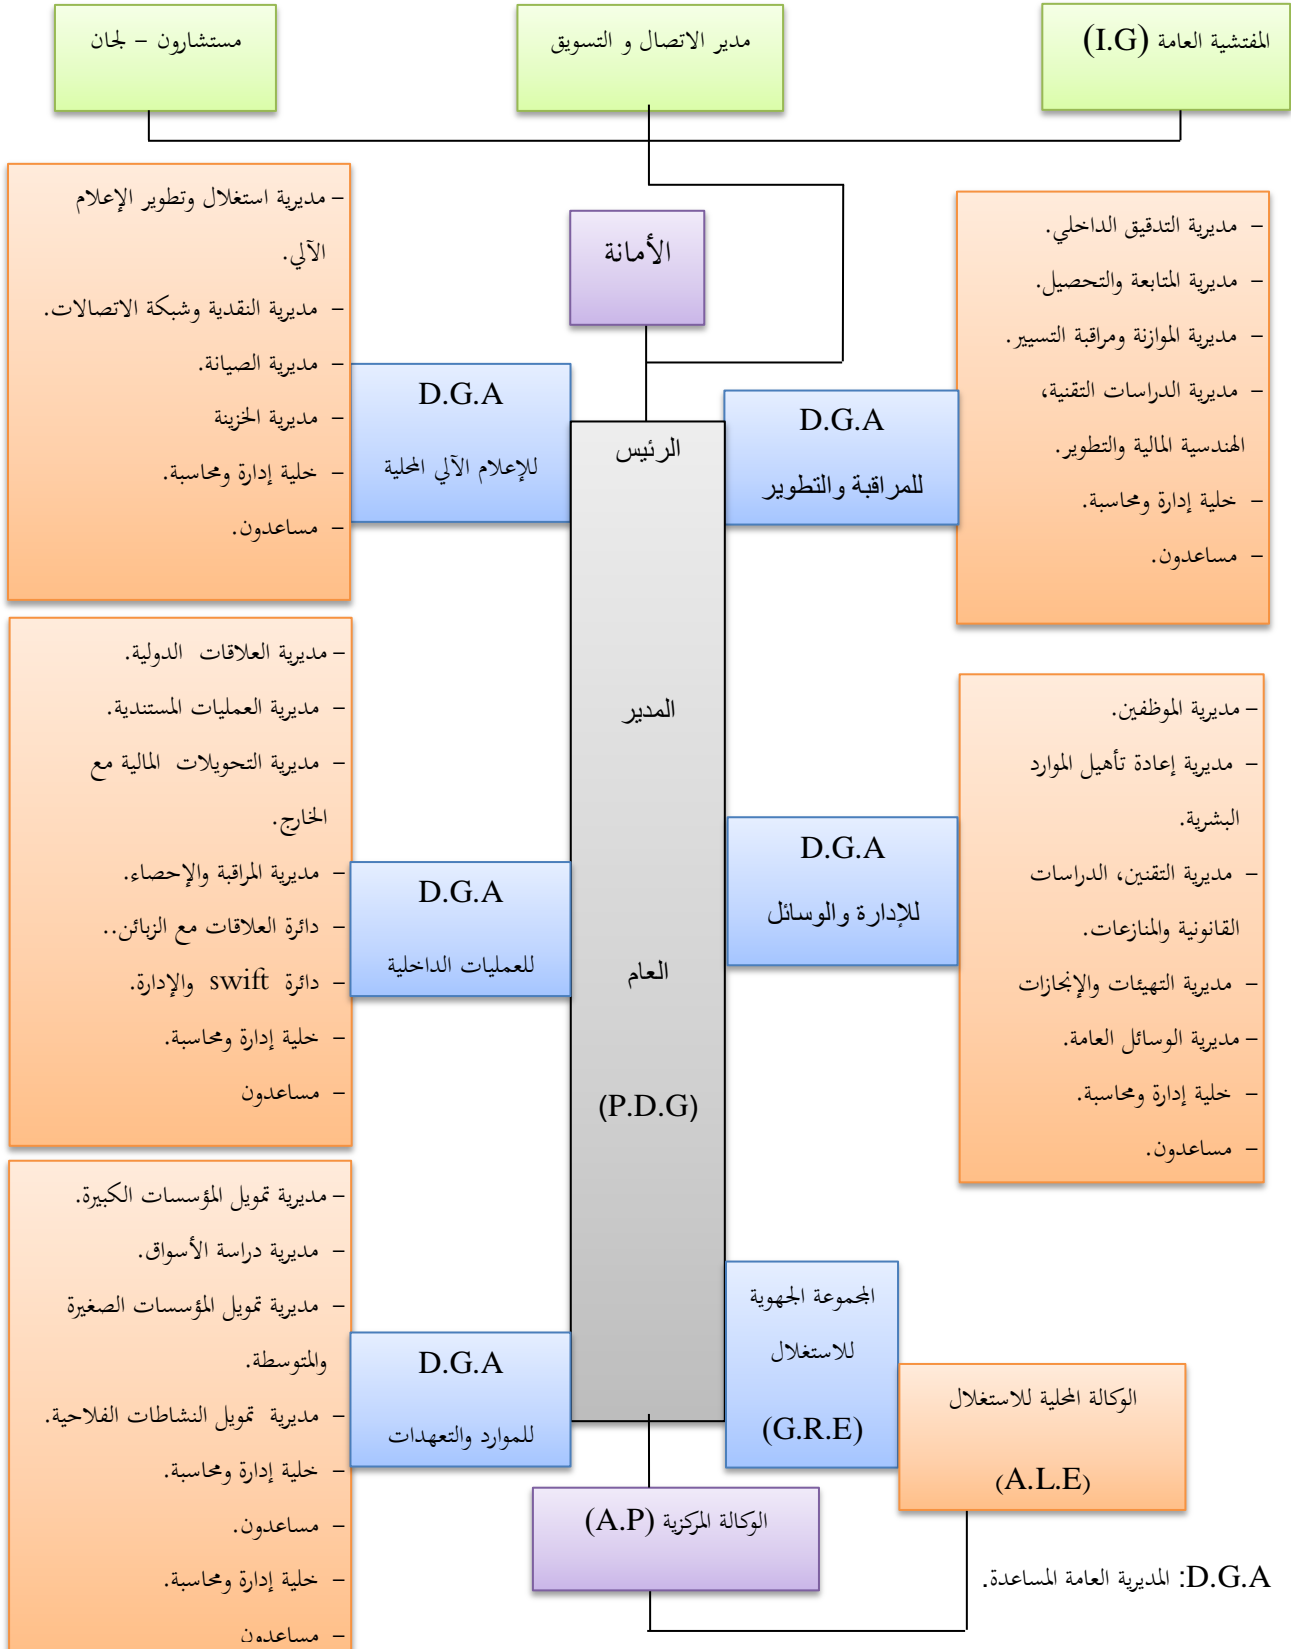 المفتشية العامة (I.G)
مدير الاتصال و التسويق
مستشارون – لجان
الأمانة
– مديرية التدقيق الداخلي.
– مديرية المتابعة والتحصيل.
– مديرية الموازنة ومراقبة التسيير.
– مديرية الدراسات التقنية،
الهندسية المالية والتطوير.
– خلية إدارة ومحاسبة.
– مساعدون.
D.G.A
للمراقبة والتطوير
الرئيس
المدير
العام
(P.D.G)
D.G.A
للإعلام الآلي المحلية
– مديرية استغلال وتطوير الإعلام
الآلي.
– مديرية النقدية وشبكة الاتصالات.
– مديرية الصيانة.
– مديرية الخزينة
– خلية إدارة ومحاسبة.
– مساعدون.
– مديرية الموظفين.
– مديرية إعادة تأهيل الموارد
البشرية.
– مديرية التقنين، الدراسات
القانونية والمنازعات.
– مديرية التهيئات والإنجازات
– مديرية الوسائل العامة.
– خلية إدارة ومحاسبة.
– مساعدون.
D.G.A
للإدارة والوسائل
D.G.A
للعمليات الداخلية
– مديرية العلاقات الدولية.
– مديرية العمليات المستندية.
– مديرية التحويلات المالية مع
الخارج.
– مديرية المراقبة والإحصاء.
– دائرة العلاقات مع الزبائن..
– دائرة swift والإدارة.
– خلية إدارة ومحاسبة.
– مساعدون
المجموعة الجهوية
للاستغلال
(G.R.E)
الوكالة المحلية للاستغلال
(A.L.E)
D.G.A
للموارد والتعهدات
– مديرية تمويل المؤسسات الكبيرة.
– مديرية دراسة الأسواق.
– مديرية تمويل المؤسسات الصغيرة
والمتوسطة.
– مديرية تمويل النشاطات الفلاحية.
– خلية إدارة ومحاسبة.
– مساعدون.
– خلية إدارة ومحاسبة.
– مساعدون
الوكالة المركزية (A.P)
D.G.A: المديرية العامة المساعدة.